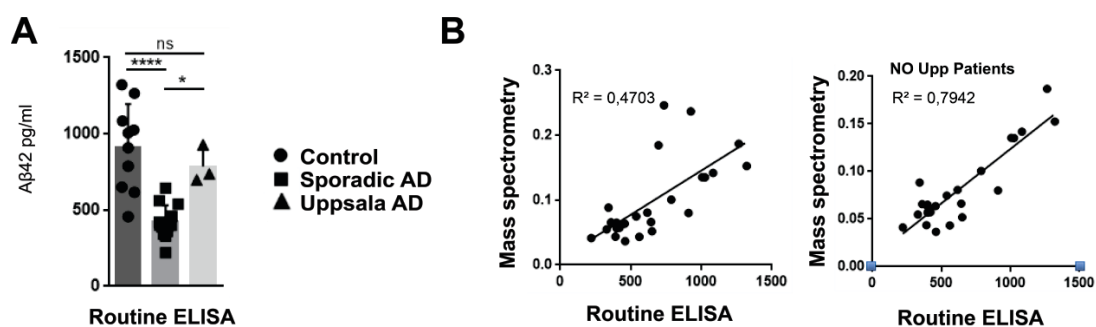 A
ns
****
*
1500
1000
500
0
Aβ42 pg/ml
Routine ELISA
Control
Sporadic AD
Uppsala AD
B
0.3
0.2
0.1
0.0
Mass spectrometry
R² = 0,4703
0 500 1000 1500
Routine ELISA
0.20
0.15
0.10
0.05
0.00
Mass spectrometry
NO Upp Patients
R² = 0,7942
0 500 1000 1500
Routine ELISA